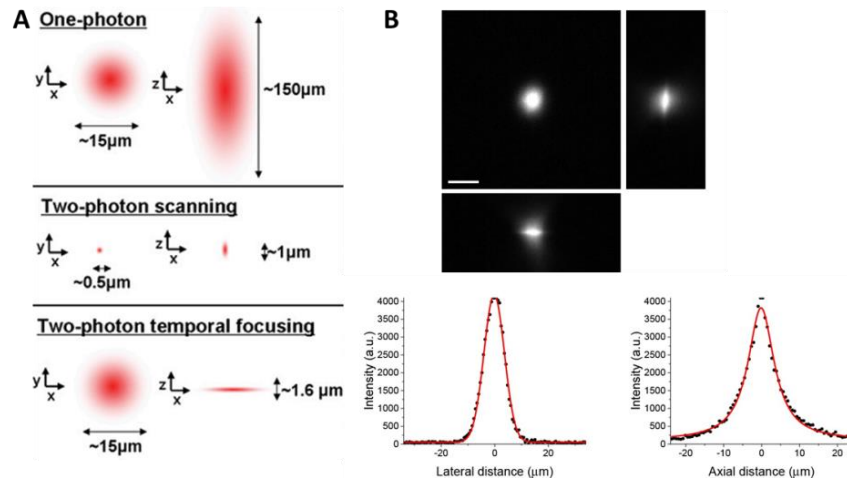 A
One-photon
y
x
z
x
~150µm
~15µm
Two-photon scanning
y
x
z
x
~1µm
~0.5µm
Two-photon temporal focusing
y
x
z
x
~1.6 µm
~15µm
B
4000
3500
3000
2500
2000
1500
1000
500
0
Intensity (a.u.)
-20
0
20
Lateral distance (µm)
4000
3500
3000
2500
2000
1500
1000
500
0
Intensity (a.u.)
-20
-10
0
10
20
Axial distance (µm)